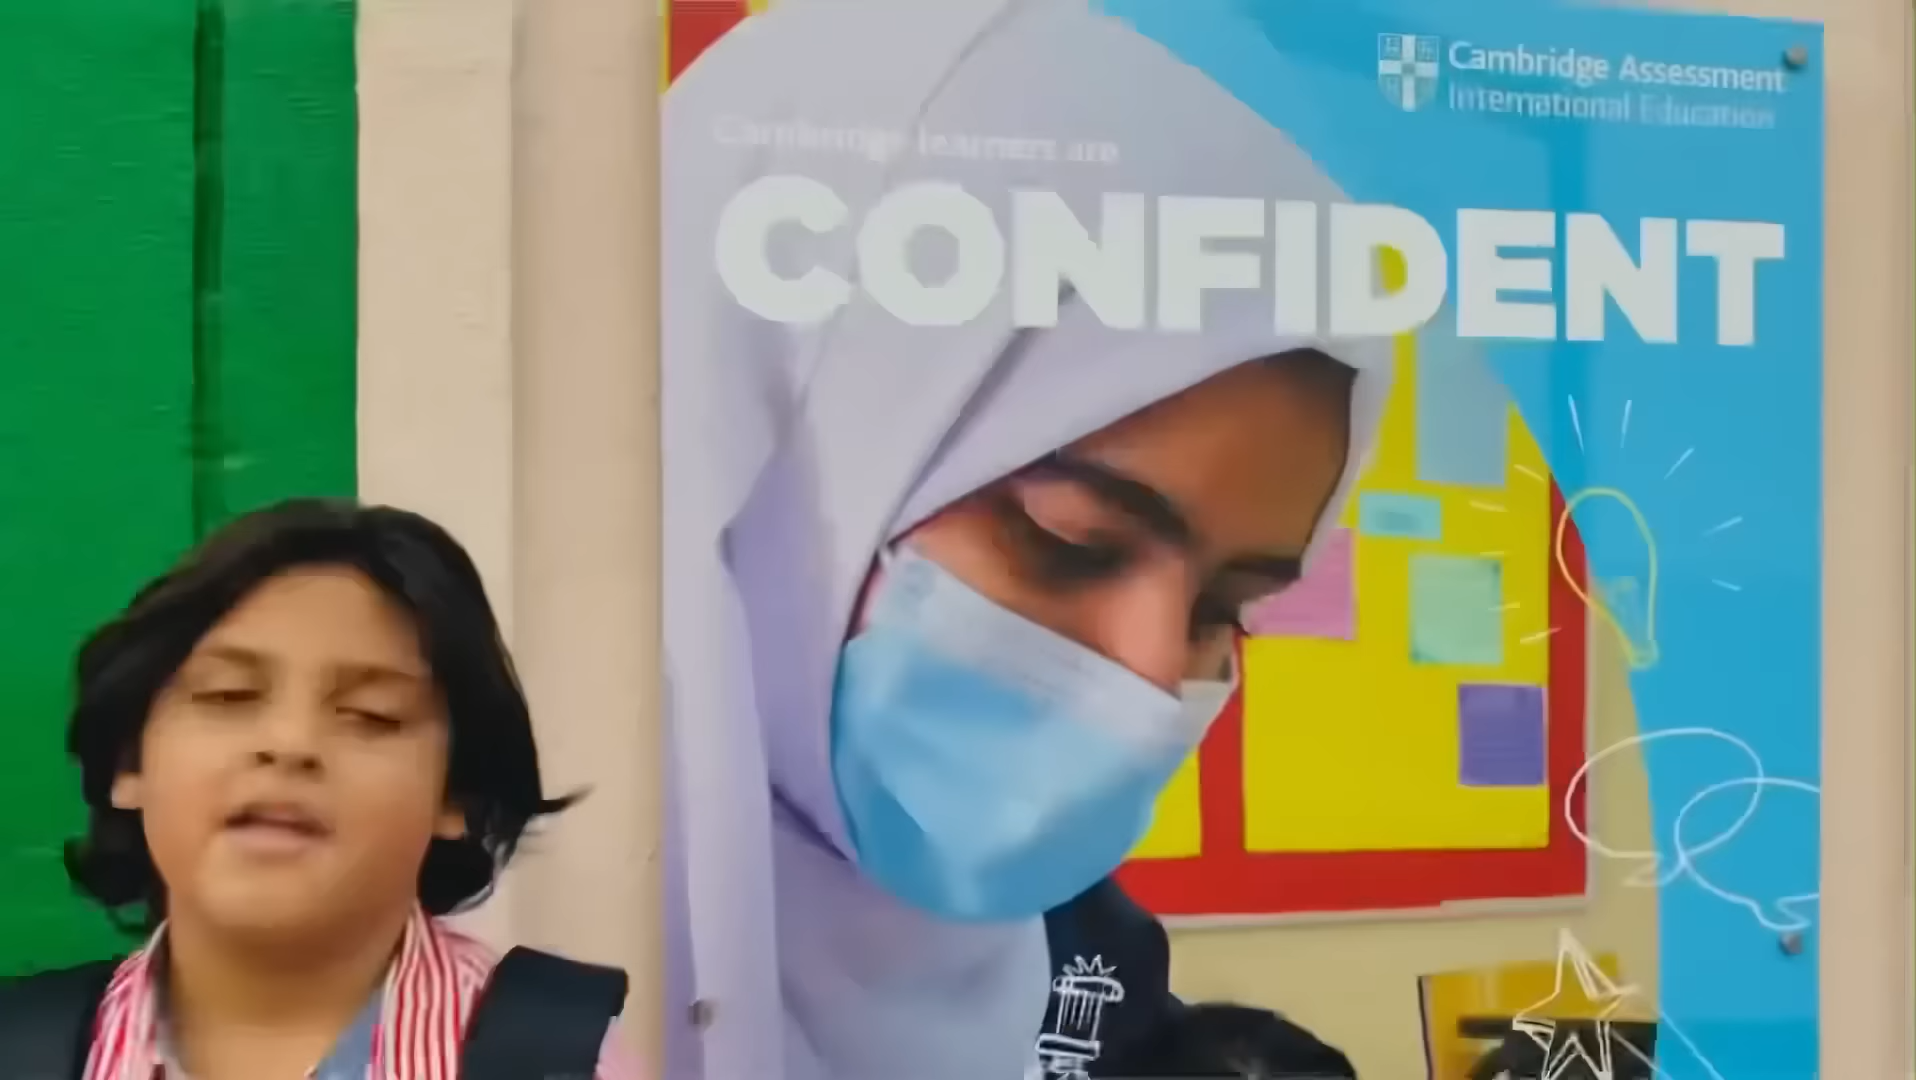 Cambridge Assessment
International Education
Cambridge learners are
CONFIDENT